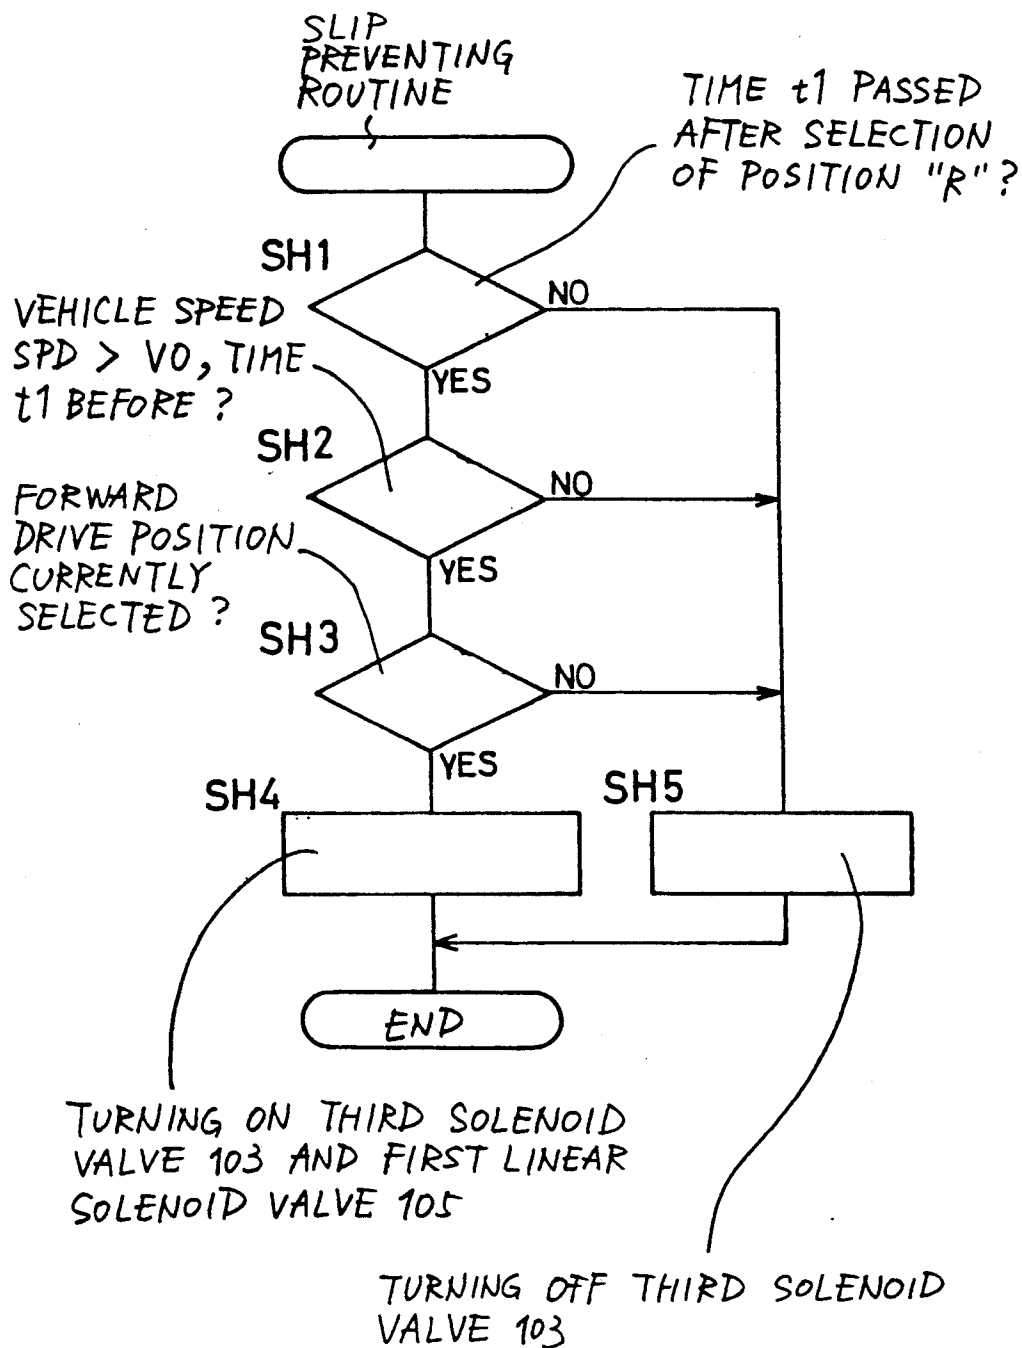 SLIP
PREVENTING
ROUTINE
TIME t1 PASSED
AFTER SELECTION
OF POSITION "R"?
SH1
NO
VEHICLE SPEED
SPD > V0, TIME
t1 BEFORE ?
YES
SH2
NO
FORWARD
DRIVE POSITION
CURRENTLY
SELECTED ?
YES
SH3
NO
YES
SH4
SH5
END
TURNING ON THIRD SOLENOID
VALVE 103 AND FIRST LINEAR
SOLENOID VALVE 105
TURNING OFF THIRD SOLENOID
VALVE 103